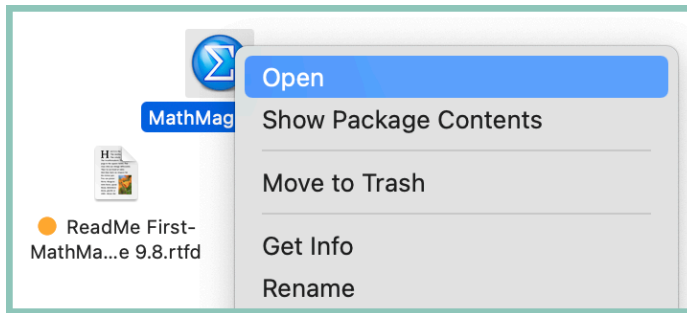 Open
MathMag
Show Package Contents
Move to Trash
ReadMe First-
MathMa...e 9.8.rtfd
Get Info
Rename